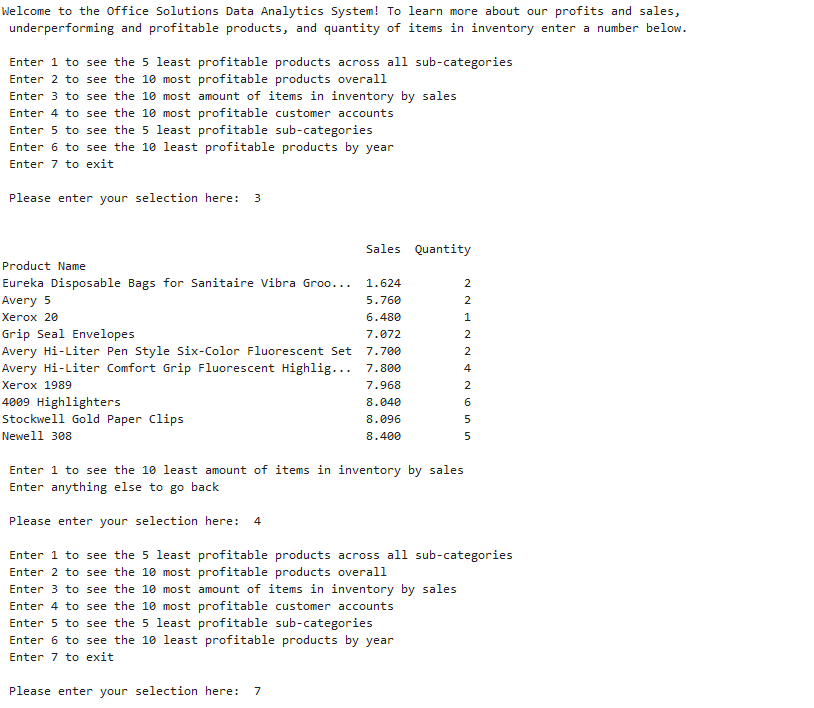 Welcome to the Office Solutions Data Analytics System! To learn more about our profits and sales,
underperforming and profitable products, and quantity of items in inventory enter a number below.
Enter 1 to see the 5 least profitable products across all sub-categories
Enter 2 to see the 10 most profitable products overall
Enter 3 to see the 10 most amount of items in inventory by sales
Enter 4 to see the 10 most profitable customer accounts
Enter 5 to see the 5 least profitable sub-categories
Enter 6 to see the 10 least profitable products by year
Enter 7 to exit
Please enter your selection here: 3
Sales Quantity
Product Name
Eureka Disposable Bags for Sanitaire Vibra Groo... 1.624 2
Avery 5 5.760 2
Xerox 20 6.480 1
Grip Seal Envelopes 7.072 2
Avery Hi-Liter Pen Style Six-Color Fluorescent Set 7.700 2
Avery Hi-Liter Comfort Grip Fluorescent Highlig... 7.800 4
Xerox 1989 7.968 2
4009 Highlighters 8.040 6
Stockwell Gold Paper Clips 8.096 5
Newell 308 8.400 5
Enter 1 to see the 10 least amount of items in inventory by sales
Enter anything else to go back
Please enter your selection here: 4
Enter 1 to see the 5 least profitable products across all sub-categories
Enter 2 to see the 10 most profitable products overall
Enter 3 to see the 10 most amount of items in inventory by sales
Enter 4 to see the 10 most profitable customer accounts
Enter 5 to see the 5 least profitable sub-categories
Enter 6 to see the 10 least profitable products by year
Enter 7 to exit
Please enter your selection here: 7